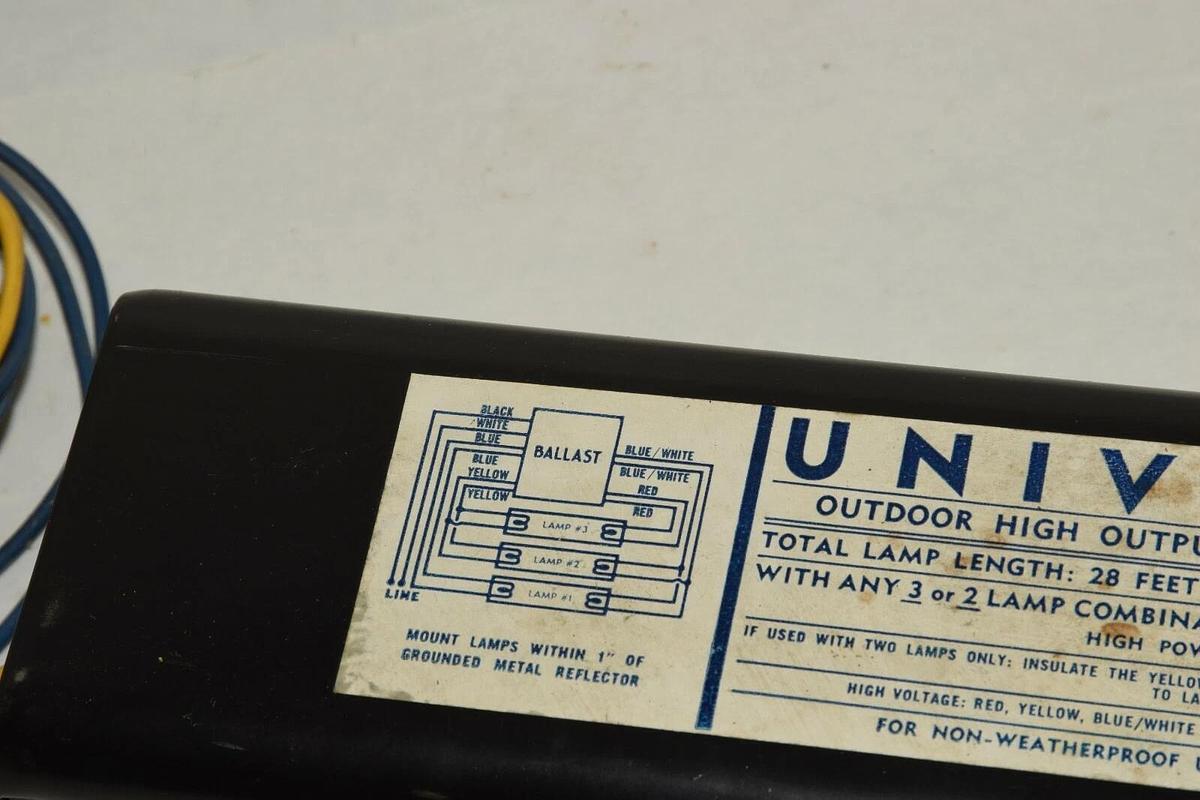 BLACK
WHITE
BLUE
BLUE
YELLOW
YELLOW
BALLAST
BLUE/WHITE
BLUE/WHITE
RED
RED
LAMP #3
LAMP #2
LAMP #1
LINE
MOUNT LAMPS WITHIN 1" OF
GROUNDED METAL REFLECTOR
UNIV
OUTDOOR HIGH OUTPU
TOTAL LAMP LENGTH: 28 FEET
WITH ANY 3 or 2 LAMP COMBINA
HIGH POW
IF USED WITH TWO LAMPS ONLY: INSULATE THE YELLOW
TO LA
HIGH VOLTAGE: RED, YELLOW, BLUE/WHITE
FOR NON-WEATHERPROOF U